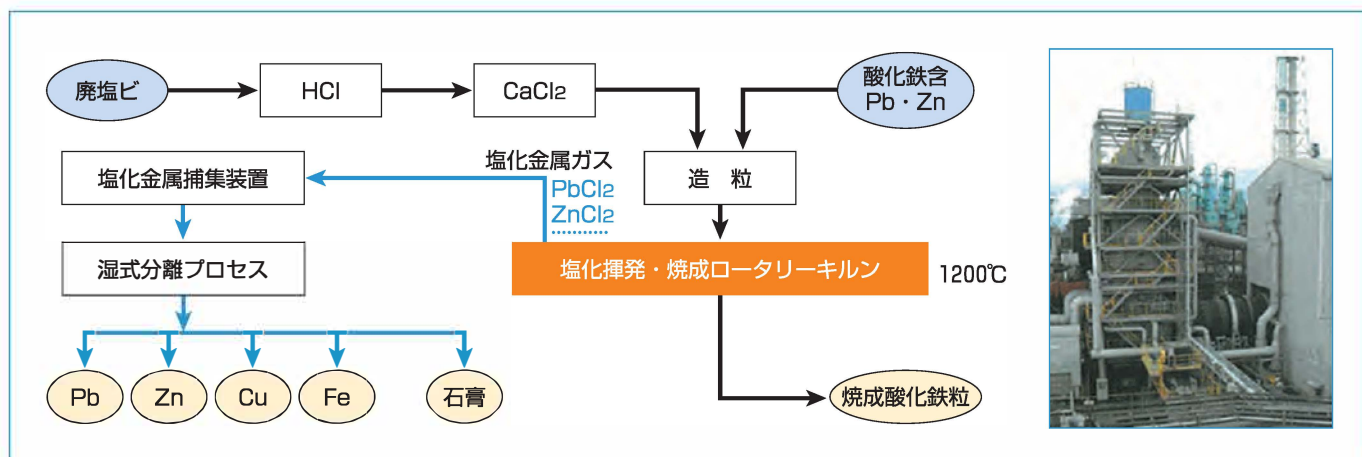 廃塩ビ
HCl
CaCl2
酸化鉄含
Pb・Zn
塩化金属捕集装置
塩化金属ガス
PbCl2
ZnCl2
造　粒
湿式分離プロセス
塩化揮発・焼成ロータリーキルン
1200℃
Pb
Zn
Cu
Fe
石膏
焼成酸化鉄粒